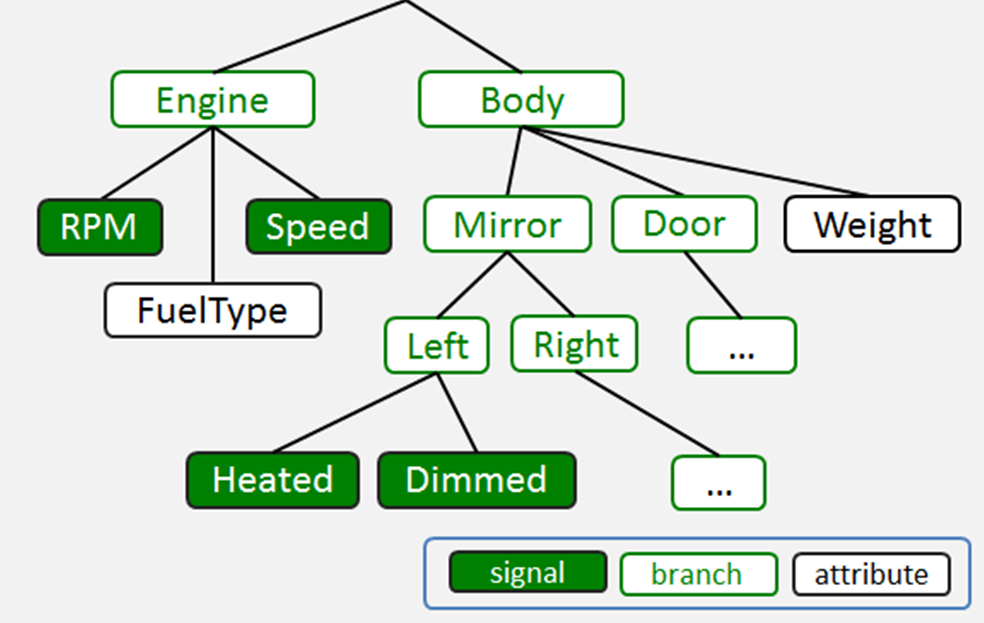 Engine
Body
RPM
Speed
Mirror
Door
Weight
FuelType
Left
Right
...
Heated
Dimmed
...
signal
branch
attribute